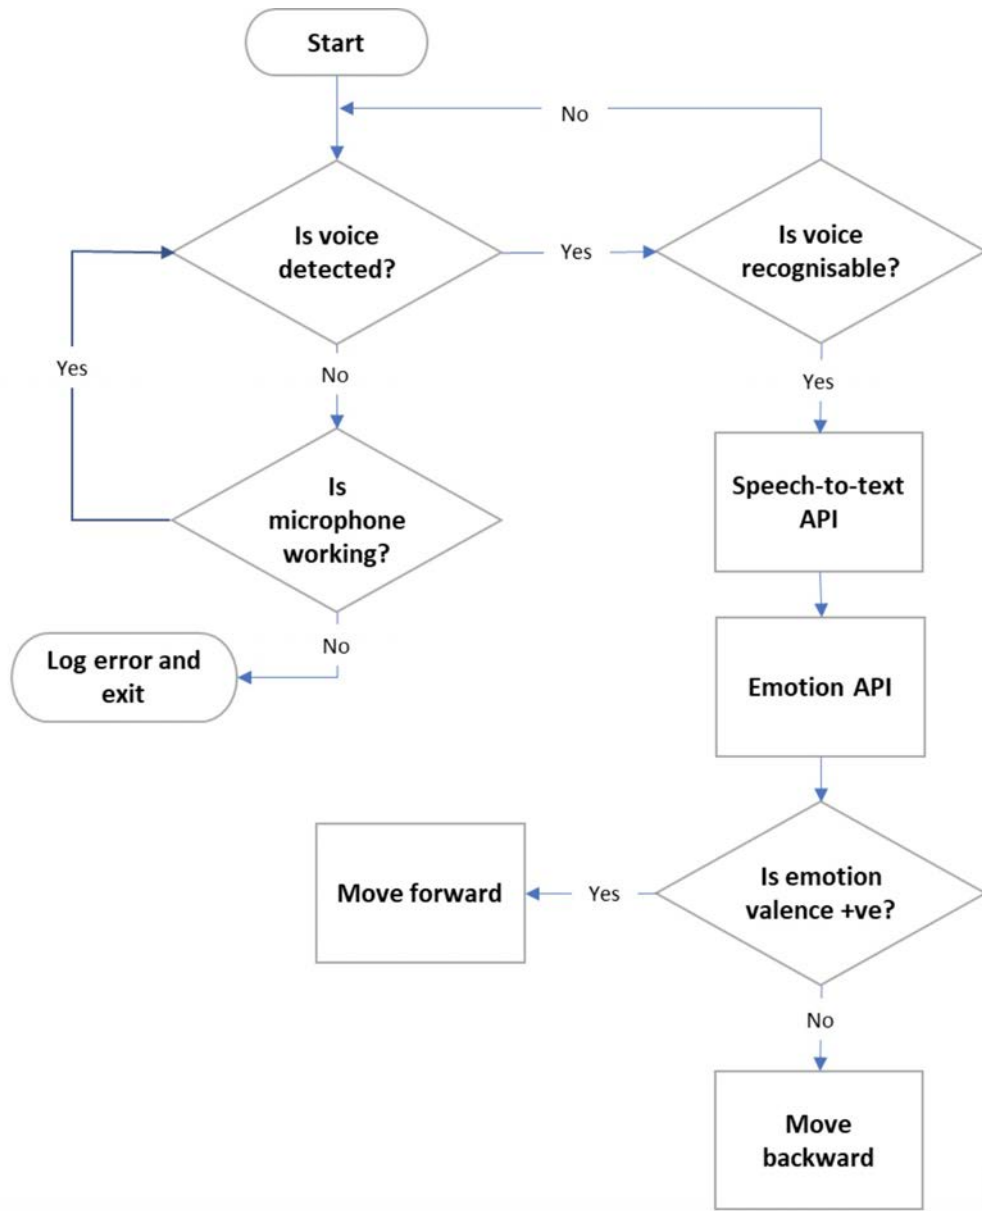 Start
No
Is voice
detected?
Yes
Is voice
recognisable?
Yes
No
Yes
Is
microphone
working?
Speech-to-text
API
No
Log error and
exit
Emotion API
Move forward
Yes
Is emotion
valence +ve?
No
Move
backward